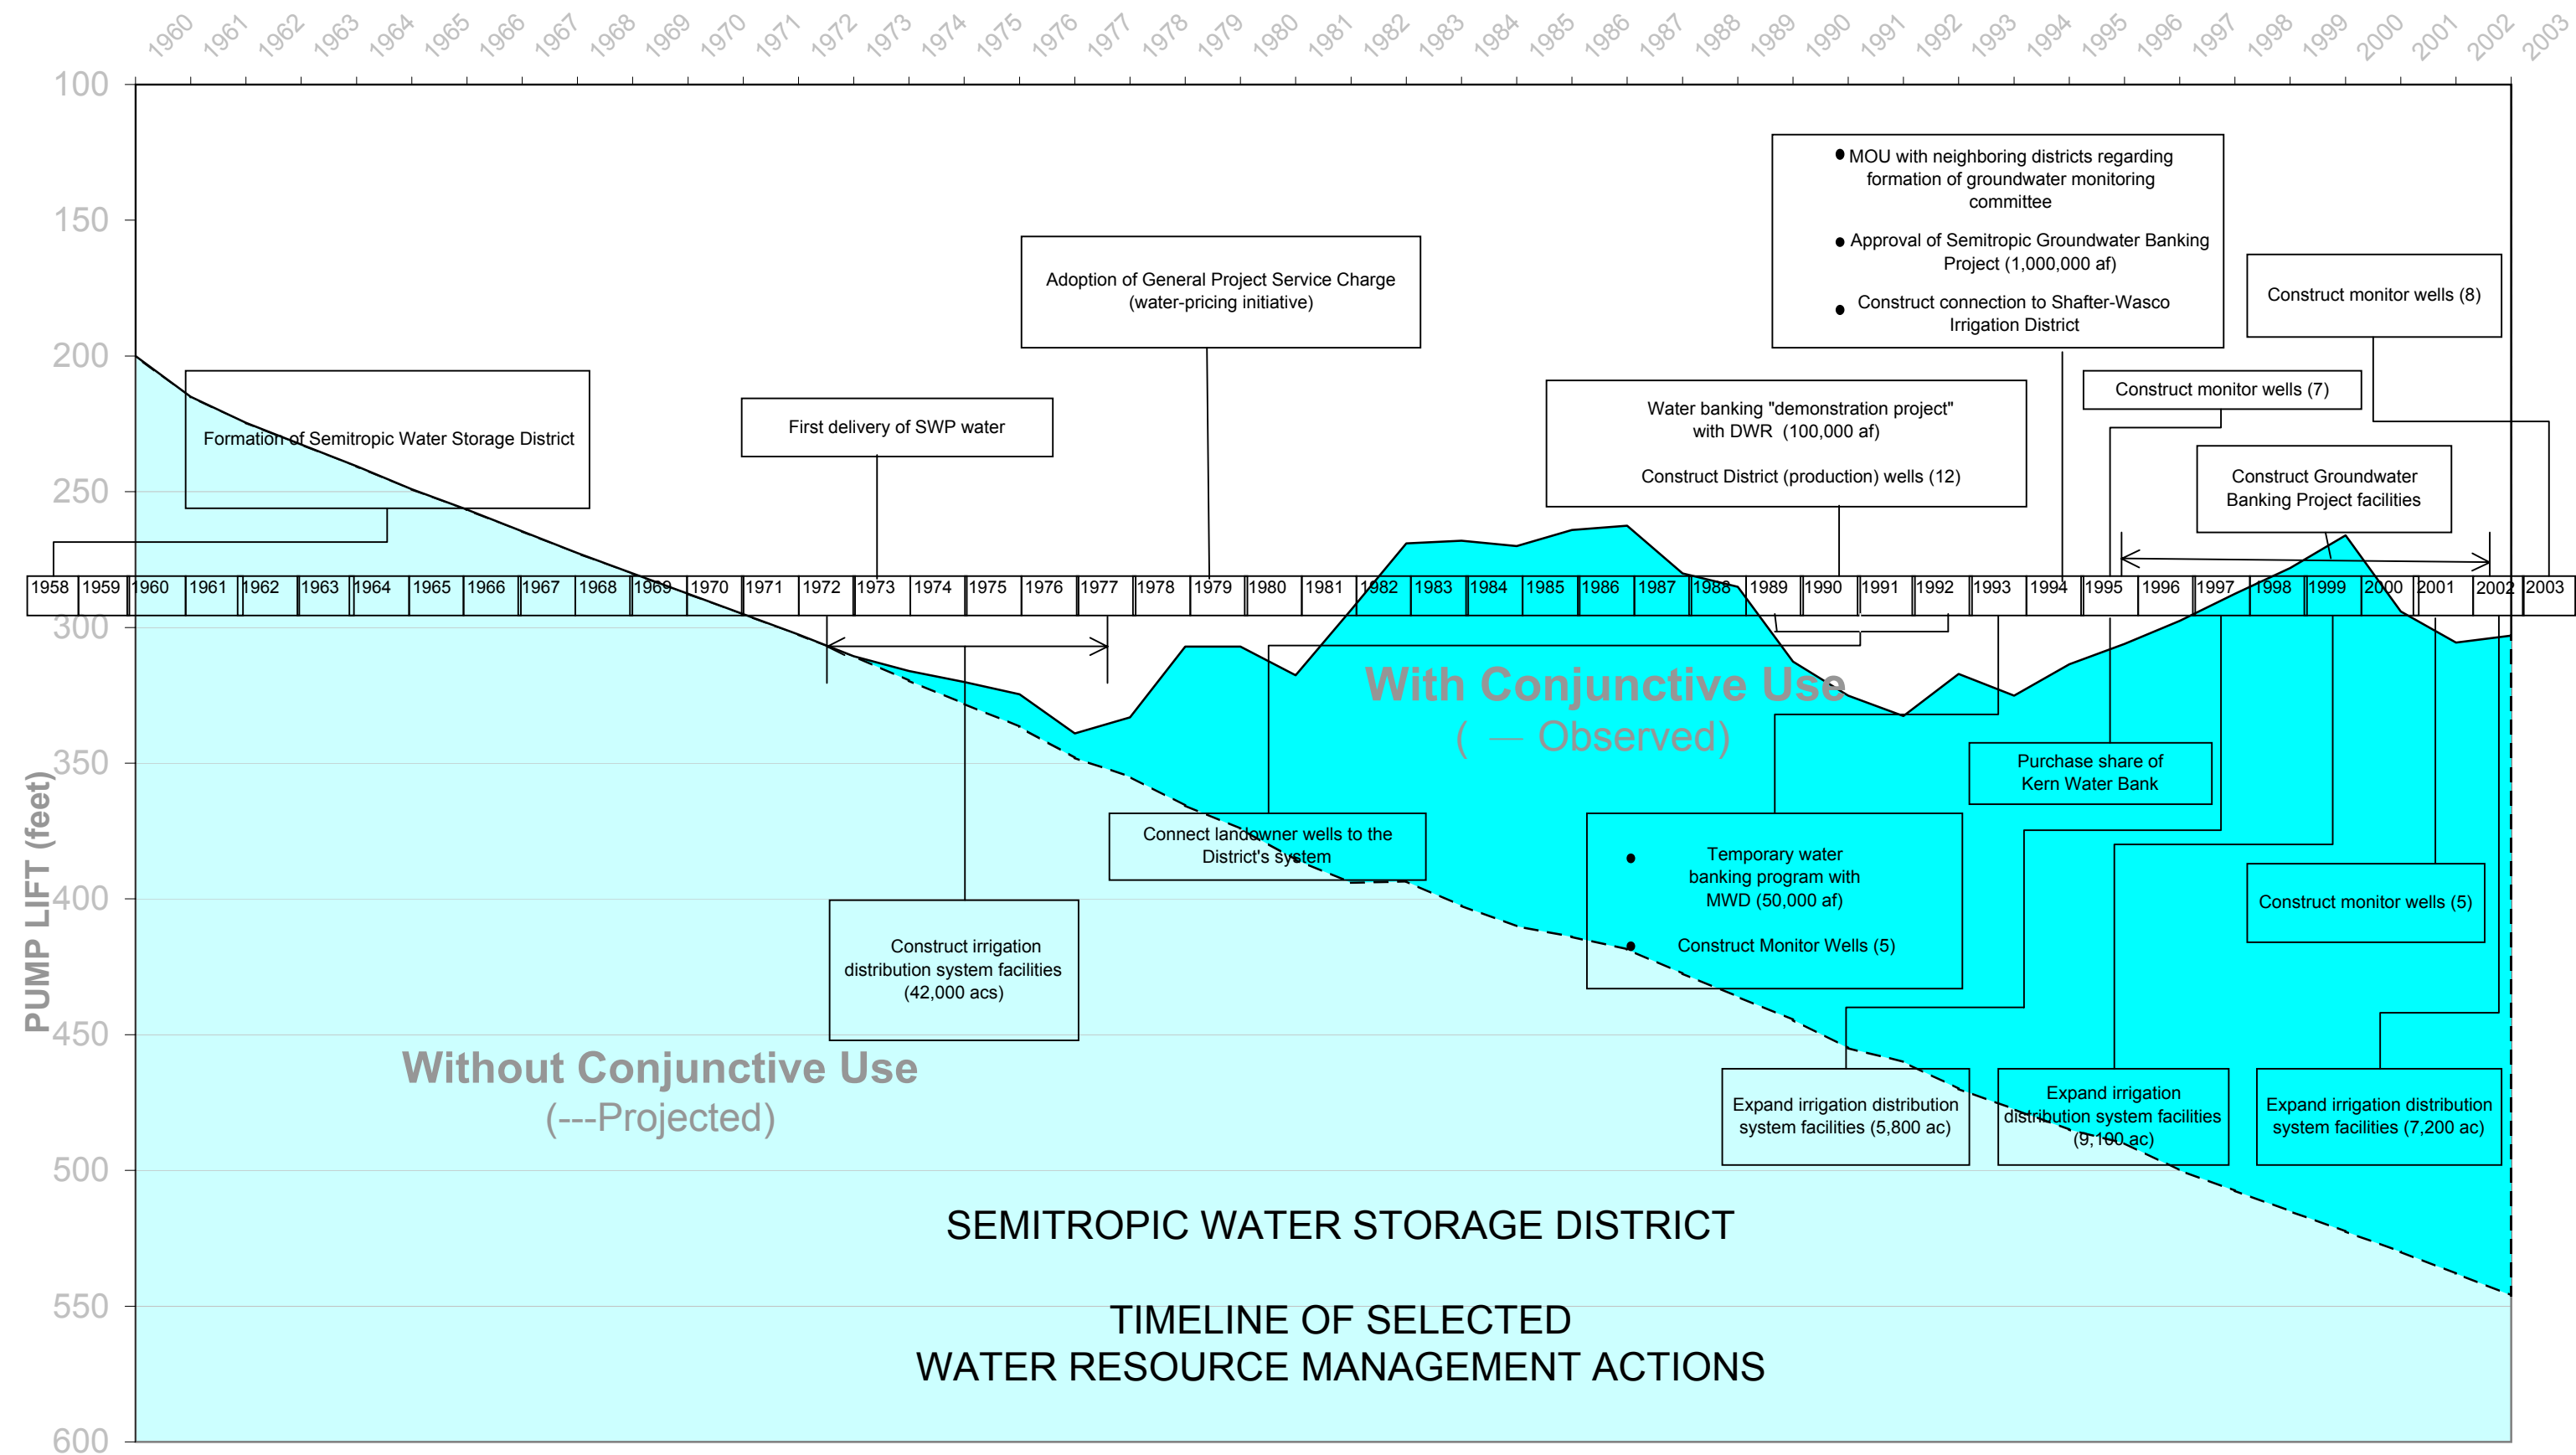 1960 1961 1962 1963 1964 1965 1966 1967 1968 1969 1970 1971 1972 1973 1974 1975 1976 1977 1978 1979 1980 1981 1982 1983 1984 1985 1986 1987 1988 1989 1990 1991 1992 1993 1994 1995 1996 1997 1998 1999 2000 2001 2002 2003
100
150
200
250
300
350
400
450
500
550
600
PUMP LIFT (feet)
MOU with neighboring districts regarding
formation of groundwater monitoring
committee
Approval of Semitropic Groundwater Banking
Project (1,000,000 af)
Construct connection to Shafter-Wasco
Irrigation District
Adoption of General Project Service Charge
(water-pricing initiative)
Construct monitor wells (8)
Formation of Semitropic Water Storage District
First delivery of SWP water
Water banking "demonstration project"
with DWR (100,000 af)
Construct District (production) wells (12)
Construct monitor wells (7)
Construct Groundwater
Banking Project facilities
1958 1959 1960 1961 1962 1963 1964 1965 1966 1967 1968 1969 1970 1971 1972 1973 1974 1975 1976 1977 1978 1979 1980 1981 1982 1983 1984 1985 1986 1987 1988 1989 1990 1991 1992 1993 1994 1995 1996 1997 1998 1999 2000 2001 2002 2003
With Conjunctive Use
( — Observed)
Purchase share of
Kern Water Bank
Connect landowner wells to the
District's system
Temporary water
banking program with
MWD (50,000 af)
Construct Monitor Wells (5)
Construct monitor wells (5)
Construct irrigation
distribution system facilities
(42,000 acs)
Without Conjunctive Use
(---Projected)
Expand irrigation distribution
system facilities (5,800 ac)
Expand irrigation
distribution system facilities
(9,100 ac)
Expand irrigation distribution
system facilities (7,200 ac)
SEMITROPIC WATER STORAGE DISTRICT
TIMELINE OF SELECTED
WATER RESOURCE MANAGEMENT ACTIONS